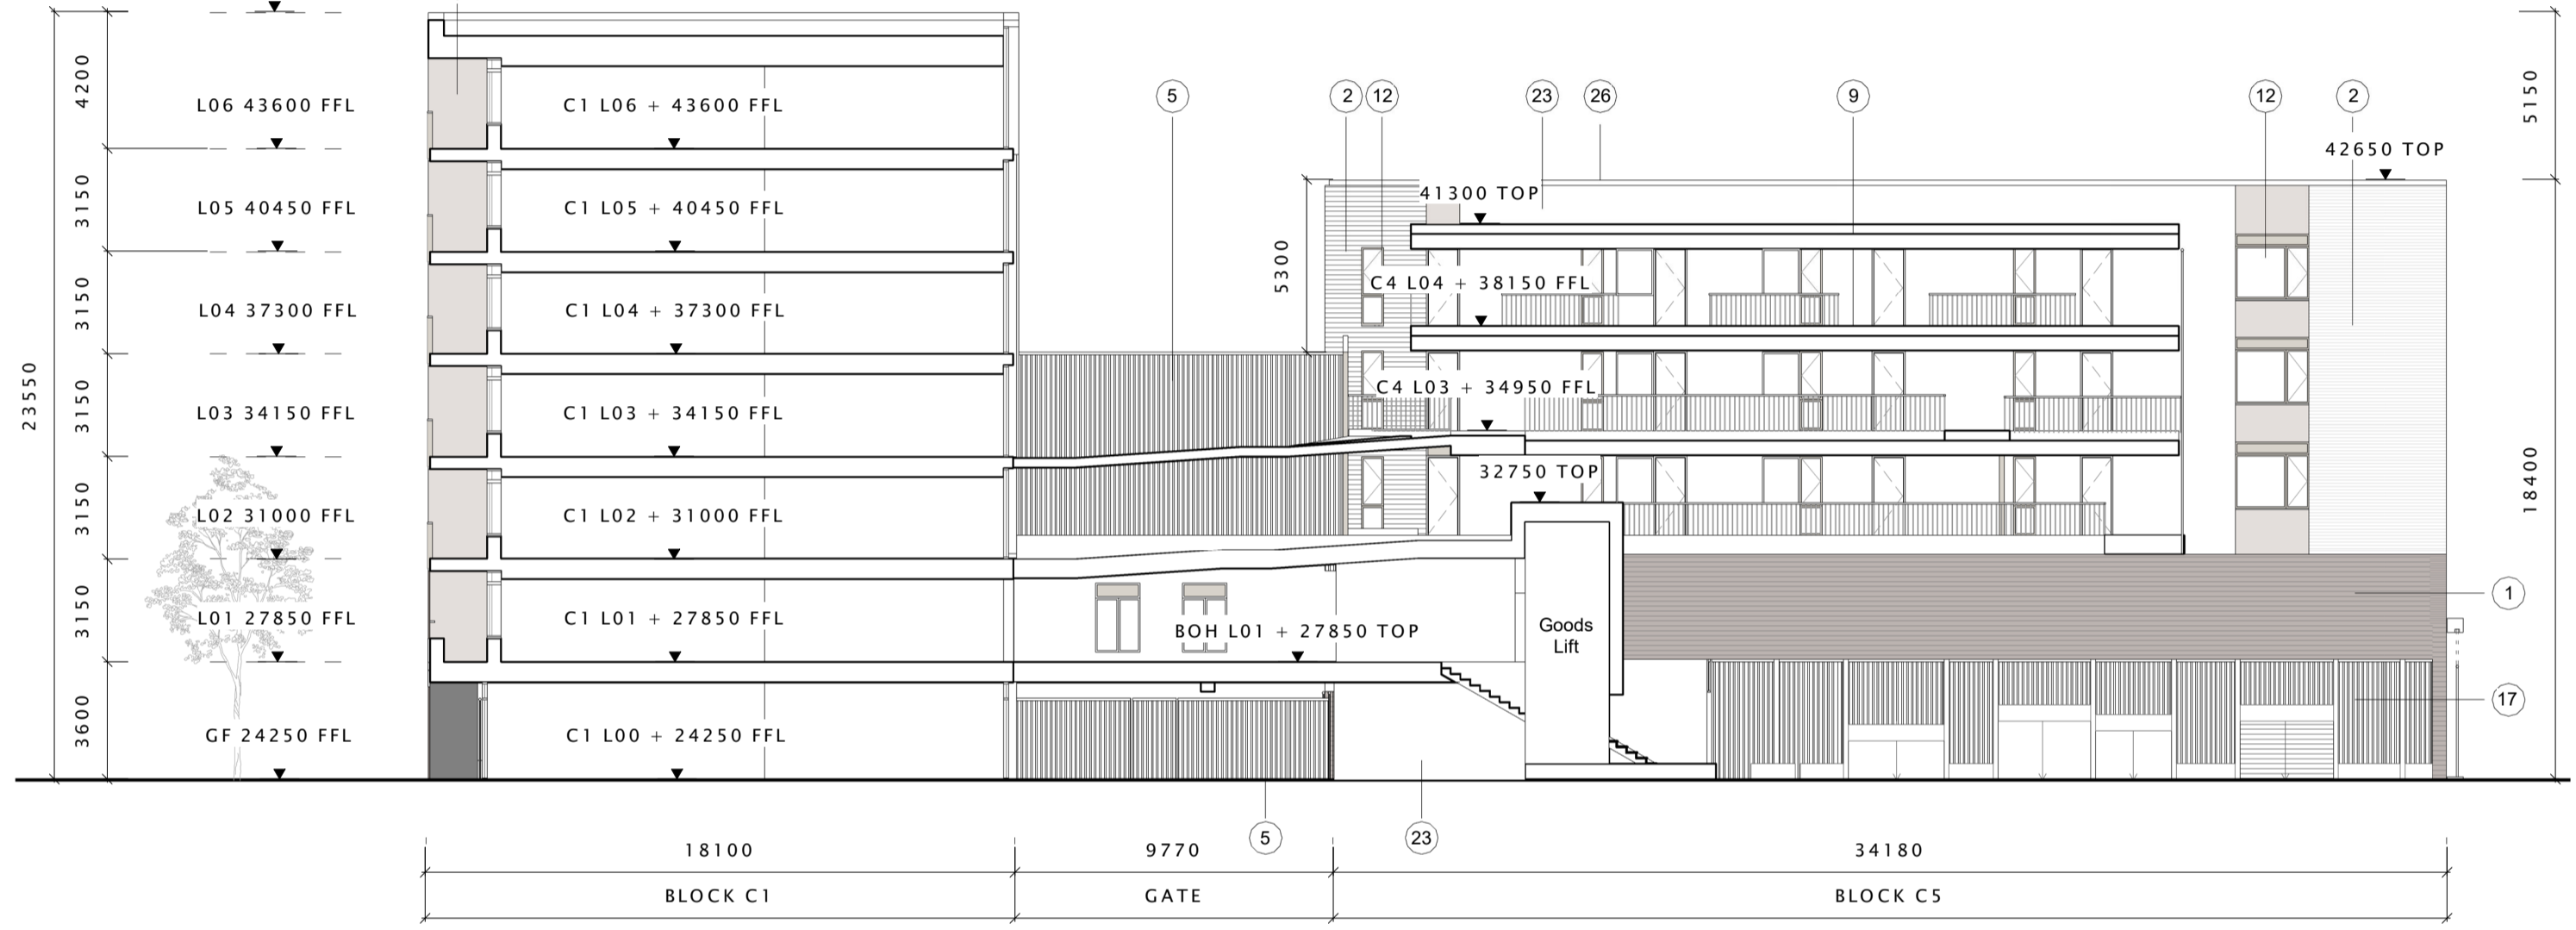 4200
5150
L06 43600 FFL
C1 L06 + 43600 FFL
5
2
12
23
26
9
12
2
42650 TOP
41300 TOP
3150
L05 40450 FFL
C1 L05 + 40450 FFL
5300
C4 L04 + 38150 FFL
3150
L04 37300 FFL
C1 L04 + 37300 FFL
23550
C4 L03 + 34950 FFL
3150
L03 34150 FFL
C1 L03 + 34150 FFL
32750 TOP
18400
3150
L02 31000 FFL
C1 L02 + 31000 FFL
1
3150
L01 27850 FFL
C1 L01 + 27850 FFL
BOH L01 + 27850 TOP
Goods
Lift
17
3600
GF 24250 FFL
C1 L00 + 24250 FFL
5
23
18100
9770
34180
BLOCK C1
GATE
BLOCK C5